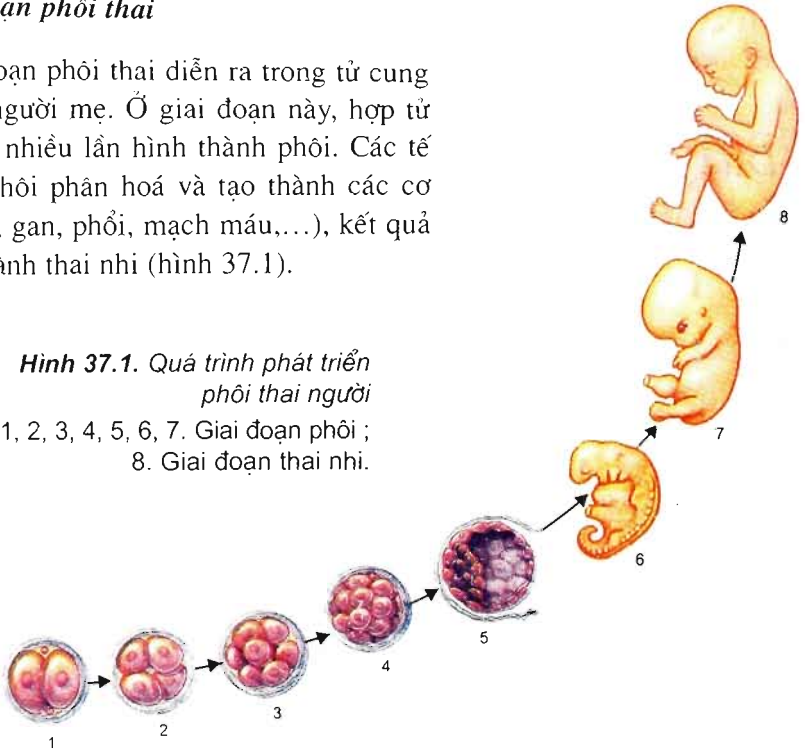 ạn phôi thai
oạn phôi thai diễn ra trong tử cung
người mẹ. Ở giai đoạn này, hợp tử
nhiều lần hình thành phôi. Các tế
hôi phân hoá và tạo thành các cơ
, gan, phổi, mạch máu,...), kết quả
ành thai nhi (hình 37.1).
Hình 37.1. Quá trình phát triển
phôi thai người
1, 2, 3, 4, 5, 6, 7. Giai đoạn phôi ;
8. Giai đoạn thai nhi.
8
7
6
5
4
3
2
1